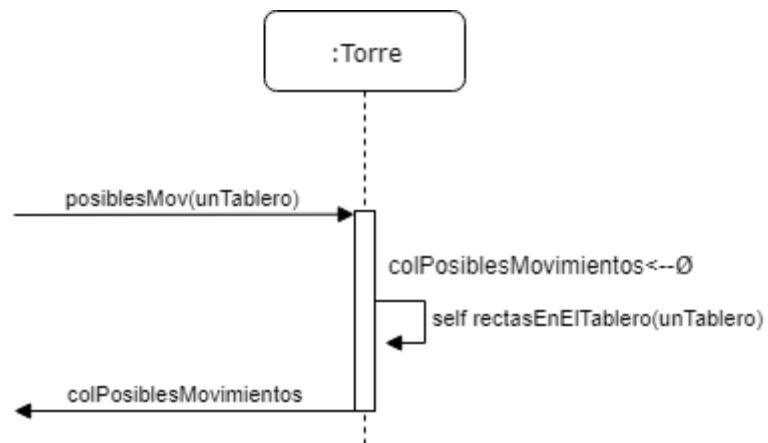 :Torre
posiblesMov(unTablero)
colPosiblesMovimientos<--Ø
self rectasEnElTablero(unTablero)
colPosiblesMovimientos